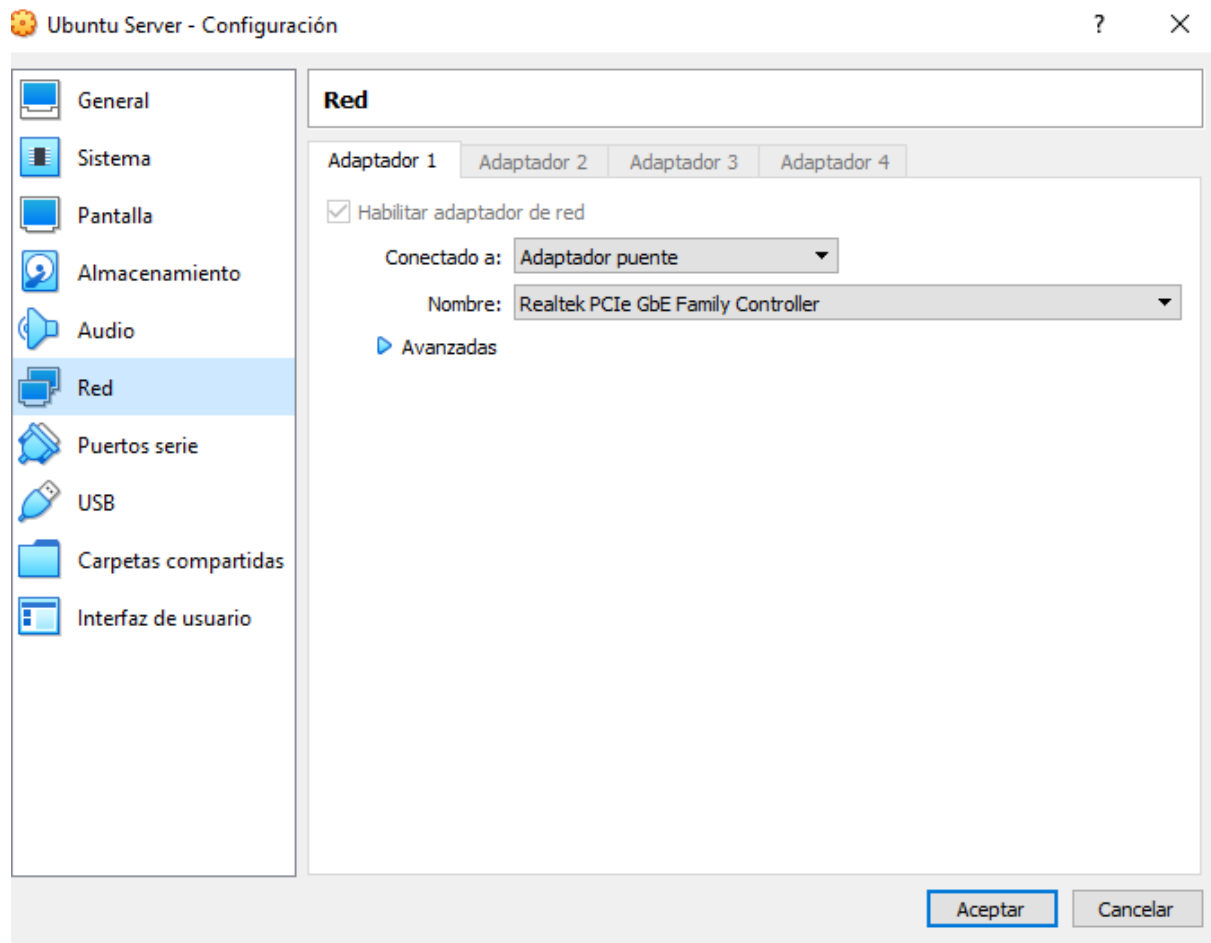 Ubuntu Server - Configuración
?
General
Sistema
Pantalla
Almacenamiento
Audio
Red
Puertos serie
USB
Carpetas compartidas
Interfaz de usuario
Red
Adaptador 1 Adaptador 2 Adaptador 3 Adaptador 4
Habilitar adaptador de red
Conectado a: Adaptador puente
Nombre: Realtek PCIe GbE Family Controller
Avanzadas
Aceptar Cancelar